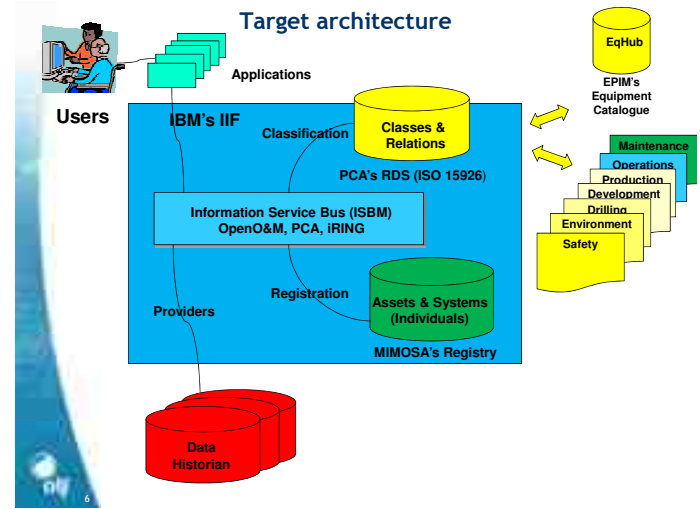 Target architecture
Applications
Users
EqHub
EPIM's
Equipment
Catalogue
IBM's IIF
Classification
Classes &
Relations
PCA's RDS (ISO 15926)
Maintenance
Operations
Production
Development
Drilling
Environment
Safety
Information Service Bus (ISBM)
OpenO&M, PCA, iRING
Registration
Providers
Assets & Systems
(Individuals)
MIMOSA's Registry
Data
Historian
olf
6